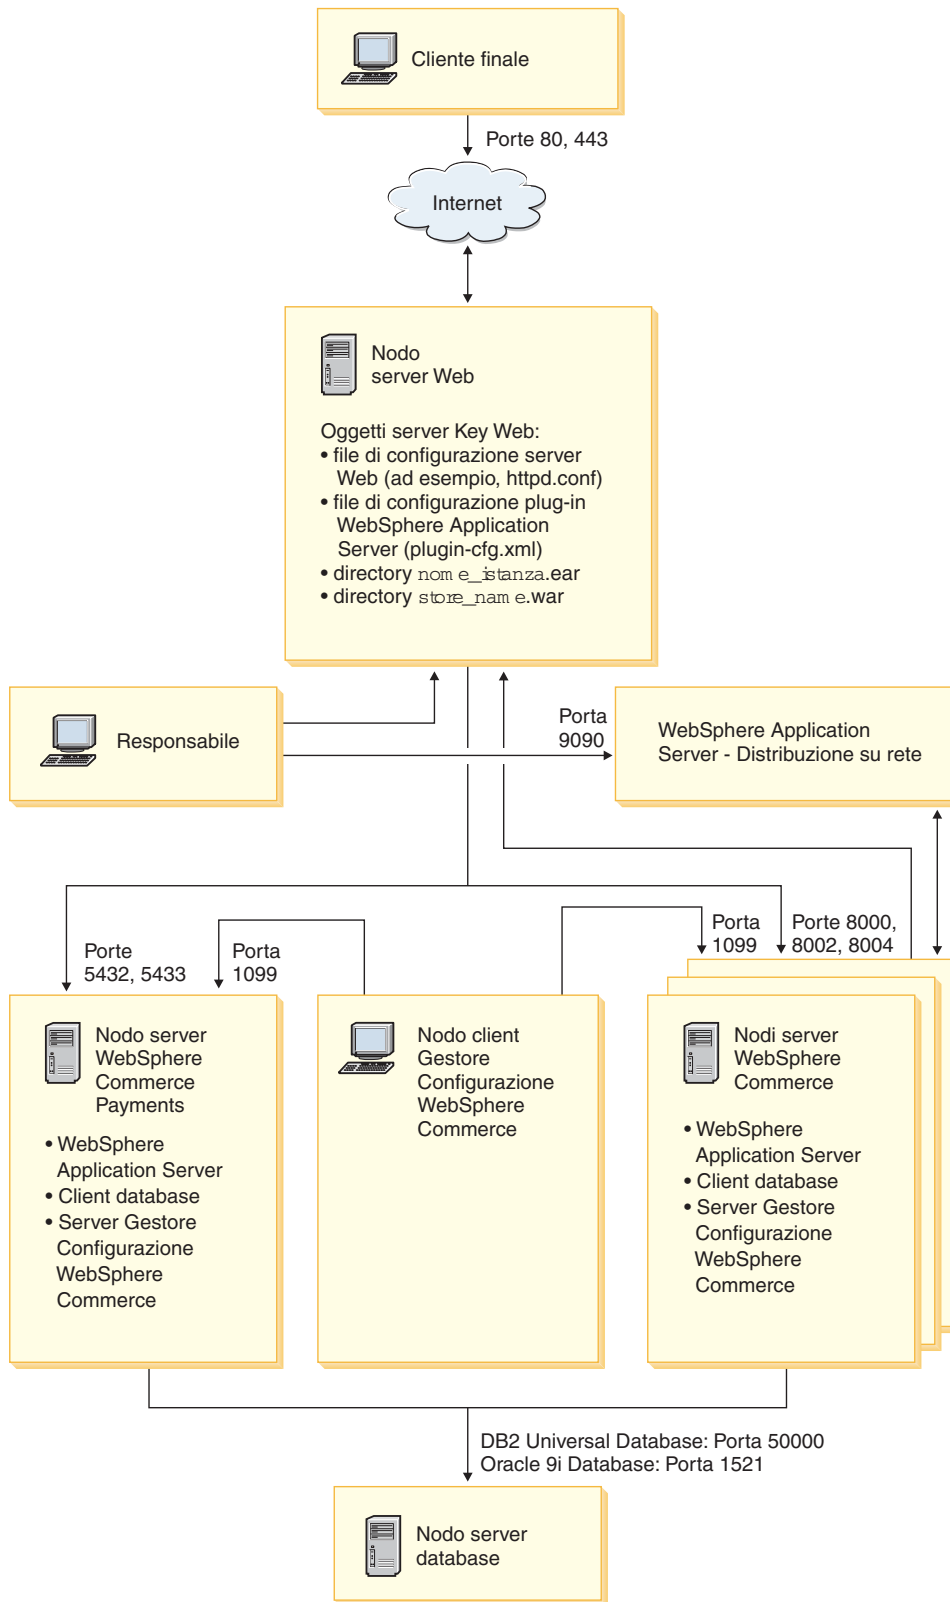 Cliente finale
Porte 80, 443
Internet
Nodo
server Web
Oggetti server Key Web:
• file di configurazione server
Web (ad esempio, httpd.conf)
• file di configurazione plug-in
WebSphere Application
Server (plugin-cfg.xml)
• directory nome_istanza.ear
• directory store_name.war
Responsabile
Porta
9090
WebSphere Application
Server - Distribuzione su rete
Porte
5432, 5433
Porta
1099
Porta
1099
Porte 8000,
8002, 8004
Nodo server
WebSphere
Commerce
Payments
• WebSphere
Application Server
• Client database
• Server Gestore
Configurazione
WebSphere
Commerce
Nodo client
Gestore
Configurazione
WebSphere
Commerce
Nodi server
WebSphere
Commerce
• WebSphere
Application Server
• Client database
• Server Gestore
Configurazione
WebSphere
Commerce
DB2 Universal Database: Porta 50000
Oracle 9i Database: Porta 1521
Nodo server
database